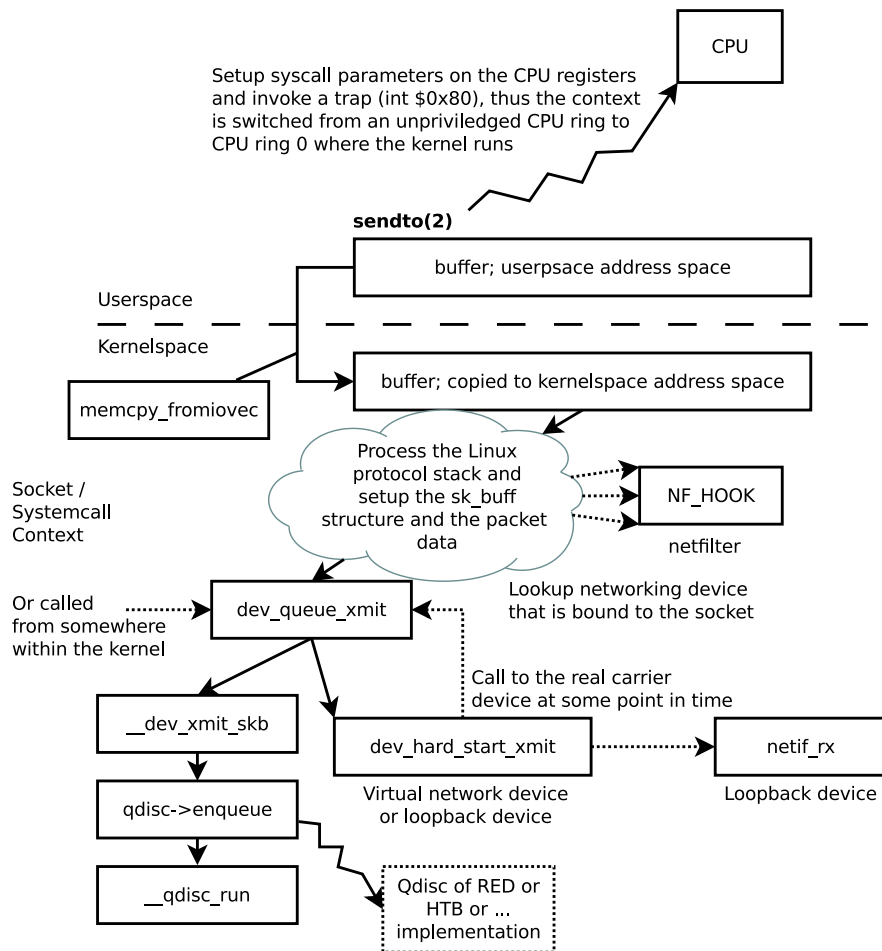 CPU
Setup syscall parameters on the CPU registers
and invoke a trap (int $0x80), thus the context
is switched from an unpriviledged CPU ring to
CPU ring 0 where the kernel runs
sendto(2)
buffer; userpsace address space
Userspace
Kernelspace
buffer; copied to kernelspace address space
memcpy_fromiovec
Process the Linux
protocol stack and
setup the sk_buff
structure and the packet
data
NF_HOOK
netfilter
Socket /
Systemcall
Context
Lookup networking device
that is bound to the socket
Or called
from somewhere
within the kernel
dev_queue_xmit
Call to the real carrier
device at some point in time
__dev_xmit_skb
dev_hard_start_xmit
netif_rx
Virtual network device
or loopback device
Loopback device
qdisc->enqueue
__qdisc_run
Qdisc of RED or
HTB or ...
implementation